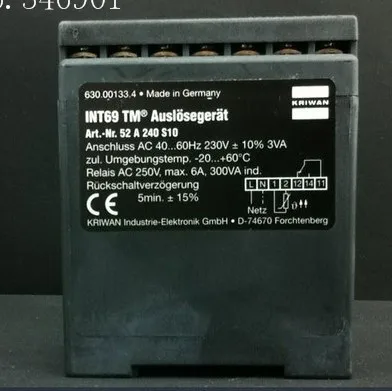 346901
630.00133.4 • Made in Germany
KRIWAN
INT69 TM® Auslösegerät
Art.-Nr. 52 A 240 S10
Anschluss AC 40...60Hz 230V ± 10% 3VA
zul. Umgebungstemp. -20...+60°C
Relais AC 250V, max. 6A, 300VA ind.
Rückschaltverzögerung
5min. ± 15%
L N 1 2 12 14 11
Netz
ϑ
CE
KRIWAN Industrie-Elektronik GmbH • D-74670 Forchtenberg